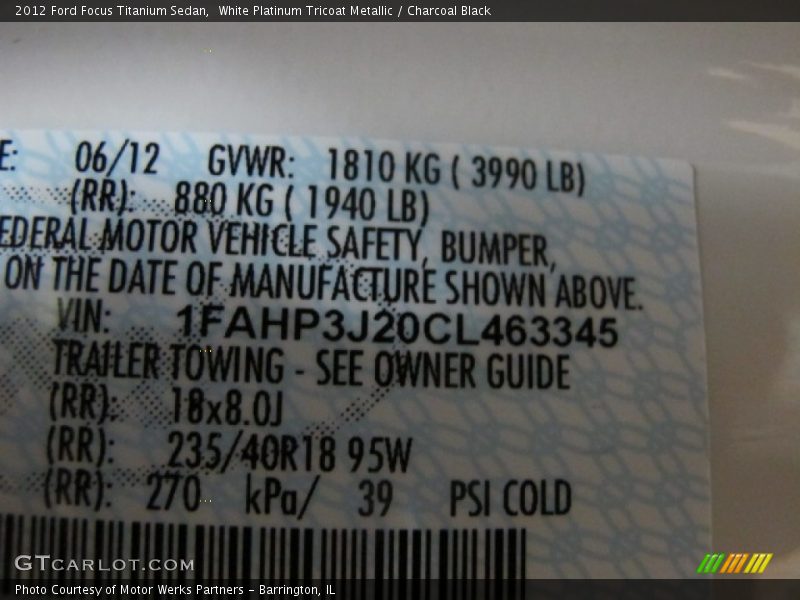 2012 Ford Focus Titanium Sedan,  White Platinum Tricoat Metallic / Charcoal Black
E: 06/12 GVWR: 1810 KG ( 3990 LB)
(RR): 880 KG ( 1940 LB)
EDERAL MOTOR VEHICLE SAFETY, BUMPER,
ON THE DATE OF MANUFACTURE SHOWN ABOVE.
VIN: 1FAHP3J20CL463345
TRAILER TOWING - SEE OWNER GUIDE
(RR): 18x8.0J
(RR): 235/40R18 95W
(RR): 270 kPa/ 39 PSI COLD
GTCARLOT.COM
Photo Courtesy of Motor Werks Partners - Barrington, IL